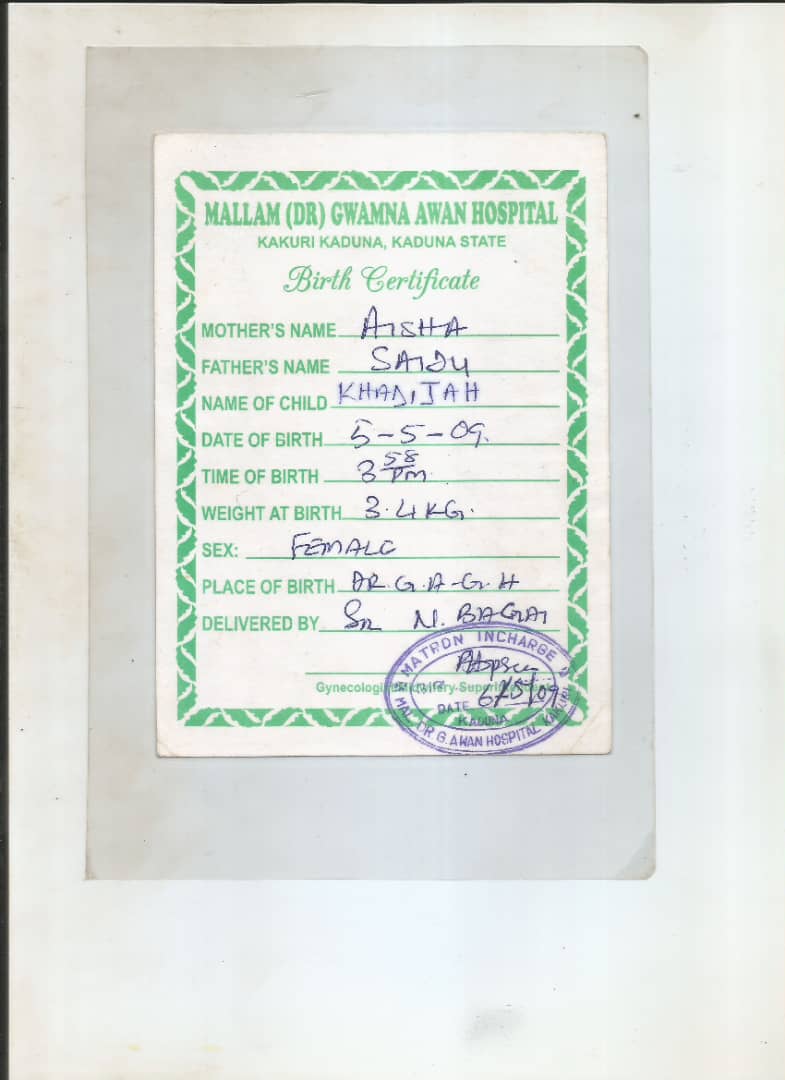 MALLAM (DR) GWAMNA AWAN HOSPITAL
KAKURI KADUNA, KADUNA STATE
Birth Certificate
MOTHER'S NAME AISHA
FATHER'S NAME SAIDU
NAME OF CHILD KHADIJAH
DATE OF BIRTH 5-5-09.
TIME OF BIRTH 3 58 PM
WEIGHT AT BIRTH 3.4KG.
SEX: FEMALE
PLACE OF BIRTH DR.G.A-G.H
DELIVERED BY SR N. BAGAI
MATRON INCHARGE
DATE 6/5/09
KADUNA
MAL. DR G. AWAN HOSPITAL KAKURI